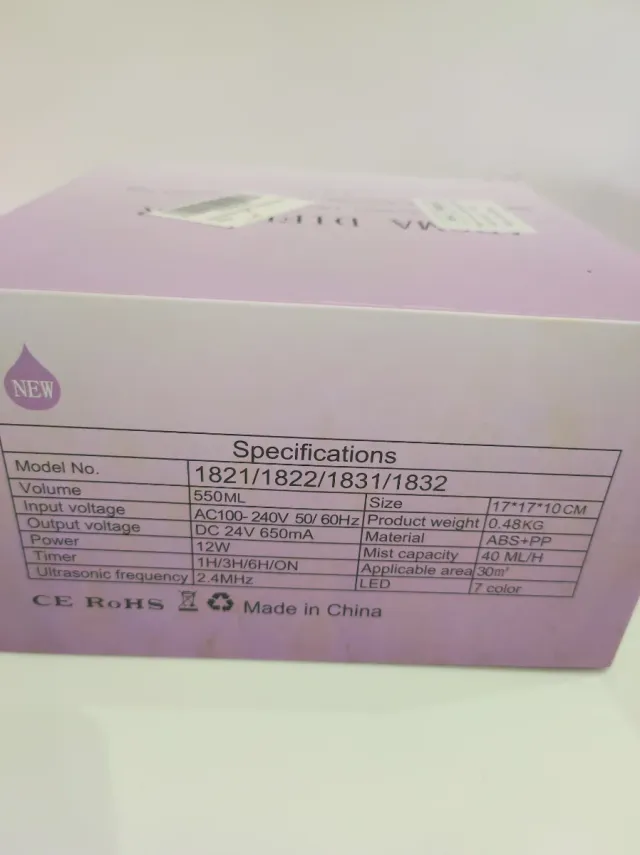 NEW
Specifications
Model No. 1821/1822/1831/1832
Volume 550ML Size 17*17*10CM
Input voltage AC100-240V 50/60Hz Product weight 0.48KG
Output voltage DC 24V 650mA Material ABS+PP
Power 12W Mist capacity 40 ML/H
Timer 1H/3H/6H/ON Applicable area 30m²
Ultrasonic frequency 2.4MHz LED 7 color
CE RoHS Made in China